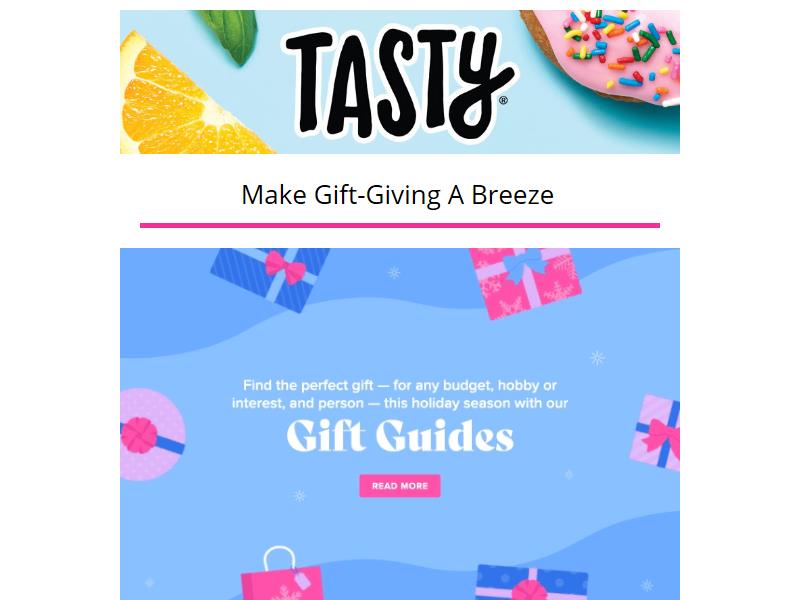 TASTY®
Make Gift-Giving A Breeze
Find the perfect gift — for any budget, hobby or
interest, and person — this holiday season with our
Gift Guides
READ MORE